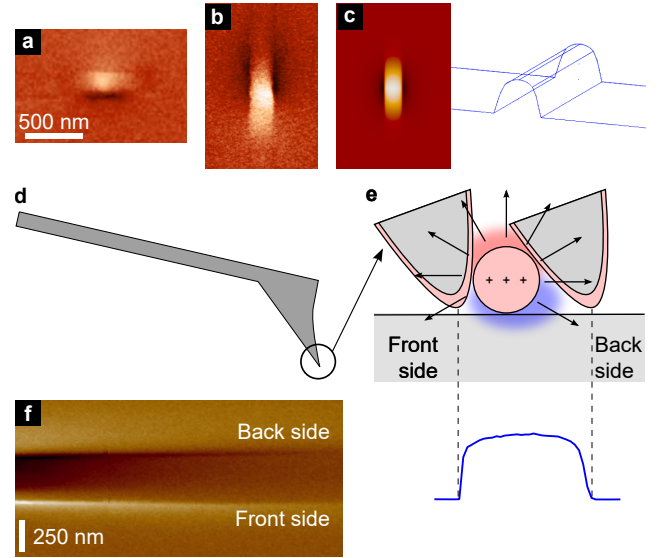 a
500 nm
b
c
d
e
+ + +
Front
side
Back
side
f
Back side
Front side
250 nm